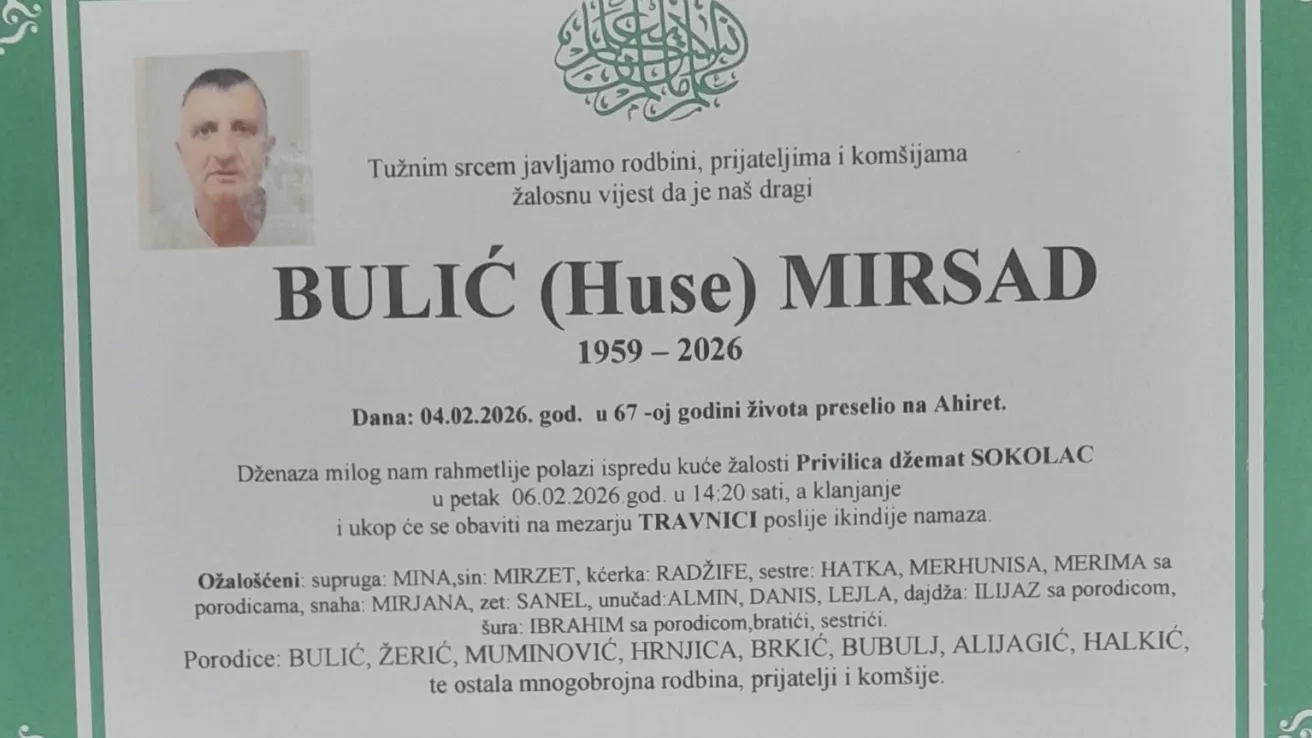 Tužnim srcem javljamo rodbini, prijateljima i komšijama
žalosnu vijest da je naš dragi
BULIĆ (Huse) MIRSAD
1959 – 2026
Dana: 04.02.2026. god. u 67 -oj godini života preselio na Ahiret.
Dženaza milog nam rahmetlije polazi ispredu kuće žalosti Privilica džemat SOKOLAC
u petak 06.02.2026.god. u 14:20 sati, a klanjanje
i ukop će se obaviti na mezarju TRAVNICI poslije ikindije namaza.
Ožalošćeni: supruga: MINA,sin: MIRZET, kćerka: RADŽIFE, sestre: HATKA, MERHUNISA, MERIMA sa
porodicama, snaha: MIRJANA, zet: SANEL, unučad:ALMIN, DANIS, LEJLA, dajdža: ILIJAZ sa porodicom,
šura: IBRAHIM sa porodicom,bratići, sestrići.
Porodice: BULIĆ, ŽERIĆ, MUMINOVIĆ, HRNJICA, BRKIĆ, BUBULJ, ALIJAGIĆ, HALKIĆ,
te ostala mnogobrojna rodbina, prijatelji i komšije.